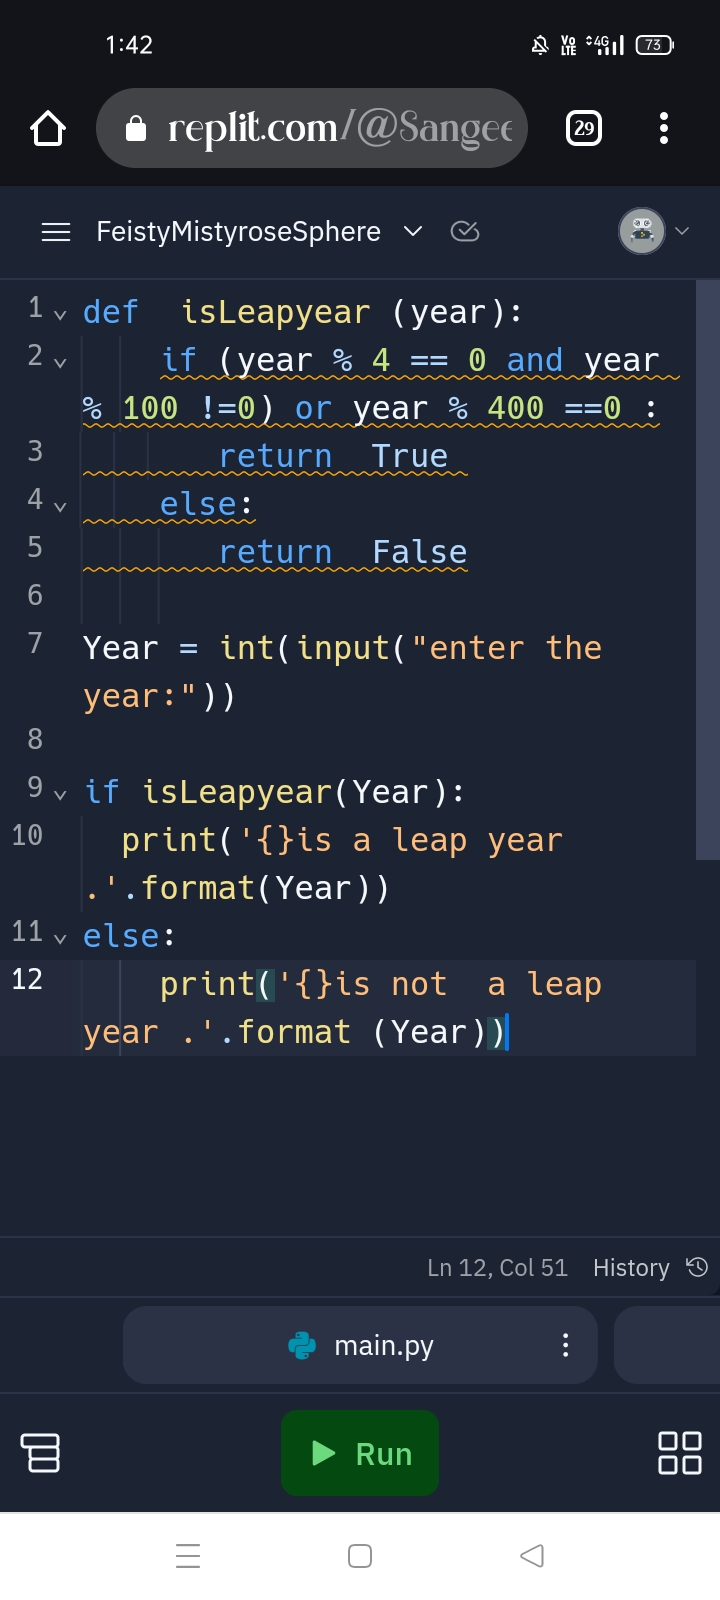 1:42
VoLTE 4G 73
replit.com/@Sangee
29
FeistyMistyroseSphere
1 def  isLeapyear (year):
2     if (year % 4 == 0 and year
% 100 !=0) or year % 400 ==0 :
3        return  True
4     else:
5        return  False
6
7 Year = int(input("enter the
year:"))
8
9 if isLeapyear(Year):
10   print('{}is a leap year
.'.format(Year))
11 else:
12     print('{}is not  a leap
year .'.format (Year))
Ln 12, Col 51 History
main.py
Run